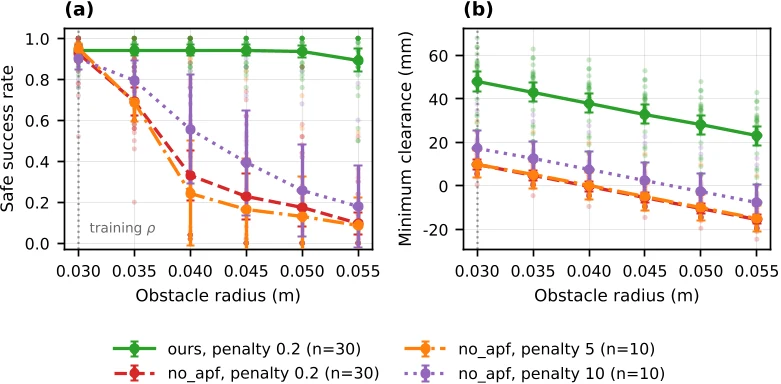 (a)
Safe success rate
1.0
0.8
0.6
0.4
0.2
0.0
training ρ
0.030 0.035 0.040 0.045 0.050 0.055
Obstacle radius (m)
(b)
Minimum clearance (mm)
60
40
20
0
-20
0.030 0.035 0.040 0.045 0.050 0.055
Obstacle radius (m)
ours, penalty 0.2 (n=30)
no_apf, penalty 0.2 (n=30)
no_apf, penalty 5 (n=10)
no_apf, penalty 10 (n=10)